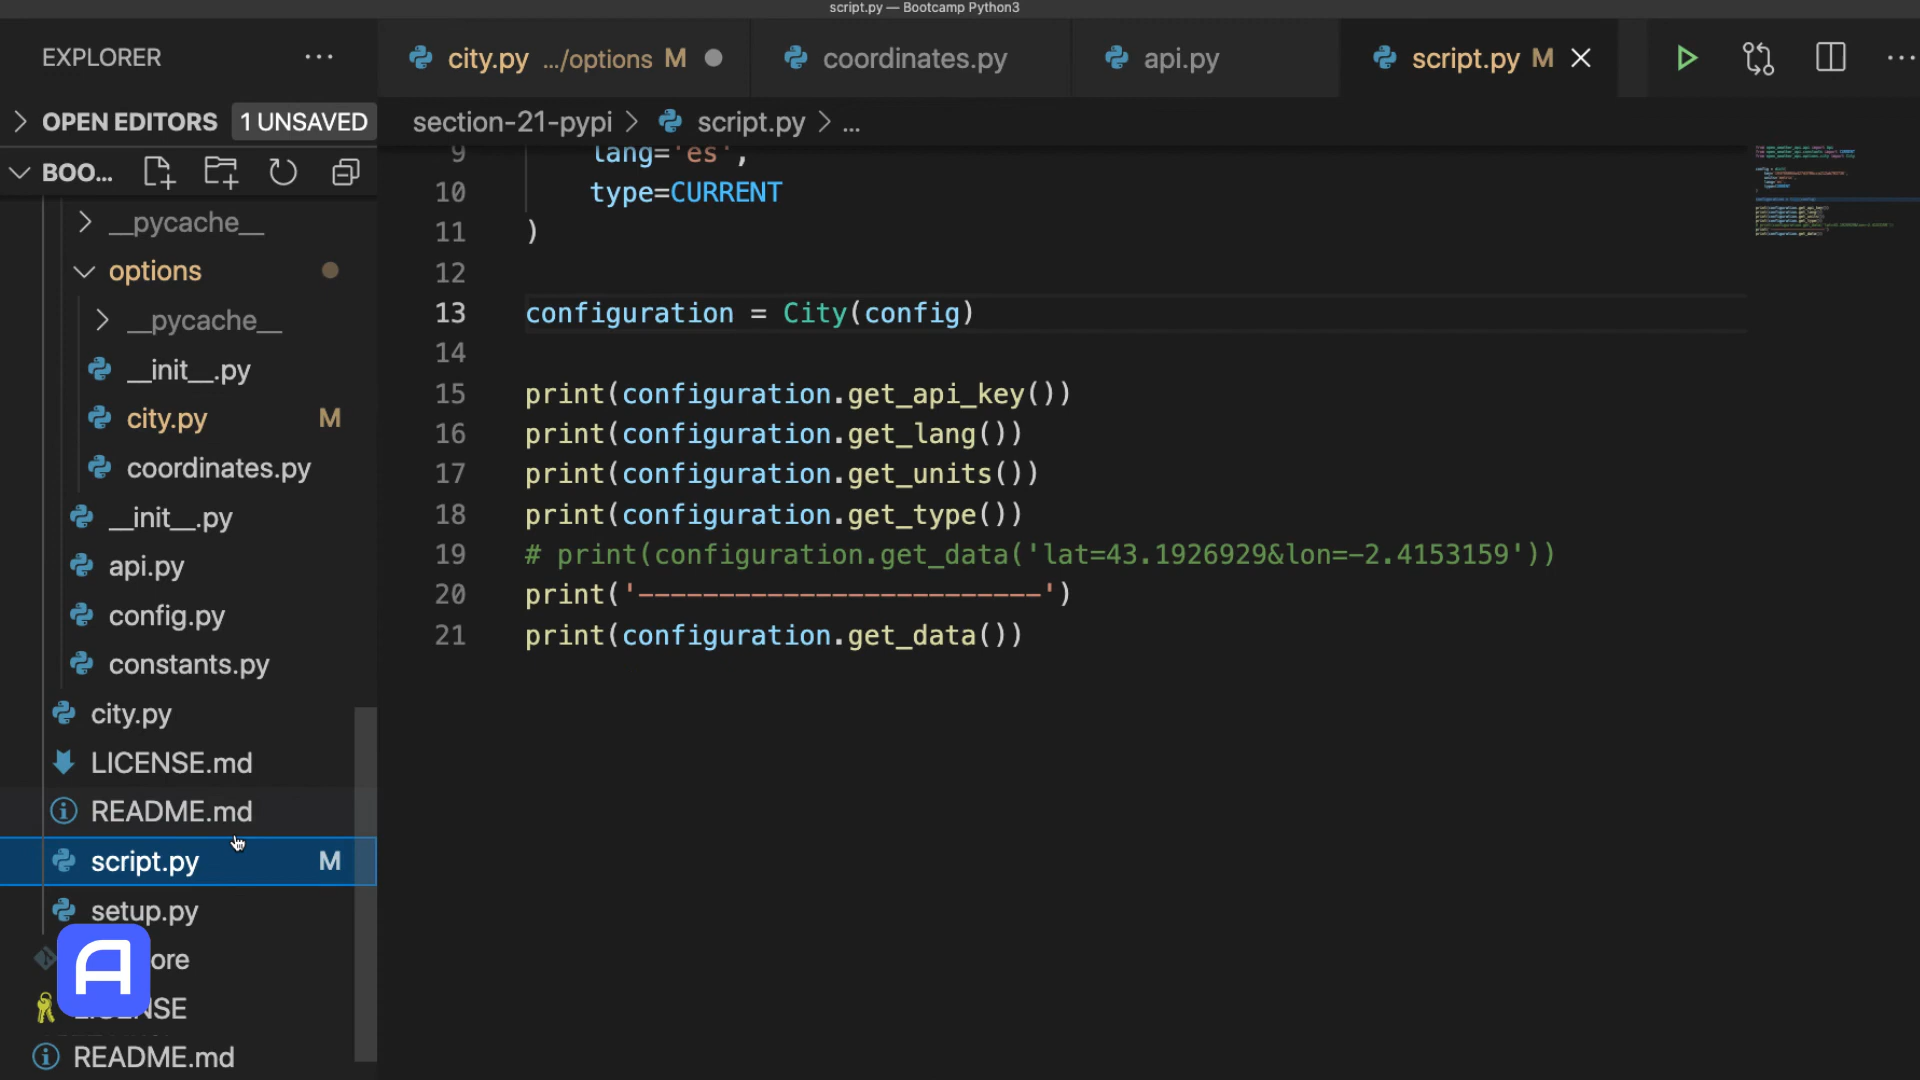 script.py — Bootcamp Python3
EXPLORER
city.py .../options M
coordinates.py
api.py
script.py M
OPEN EDITORS 1 UNSAVED
section-21-pypi > script.py > ...
BOO...
__pycache__
options
__pycache__
__init__.py
city.py M
coordinates.py
__init__.py
api.py
config.py
constants.py
city.py
LICENSE.md
README.md
script.py M
setup.py
ore
NSE
README.md
9 lang='es',
10 type=CURRENT
11 )
12
13 configuration = City(config)
14
15 print(configuration.get_api_key())
16 print(configuration.get_lang())
17 print(configuration.get_units())
18 print(configuration.get_type())
19 # print(configuration.get_data('lat=43.1926929&lon=-2.4153159'))
20 print('-------------------------')
21 print(configuration.get_data())